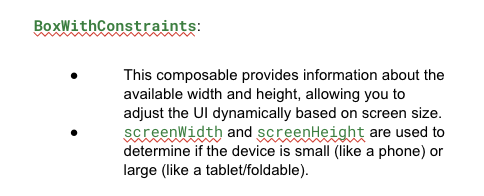 BoxWithConstraints:
● This composable provides information about the
available width and height, allowing you to
adjust the UI dynamically based on screen size.
● screenWidth and screenHeight are used to
determine if the device is small (like a phone) or
large (like a tablet/foldable).